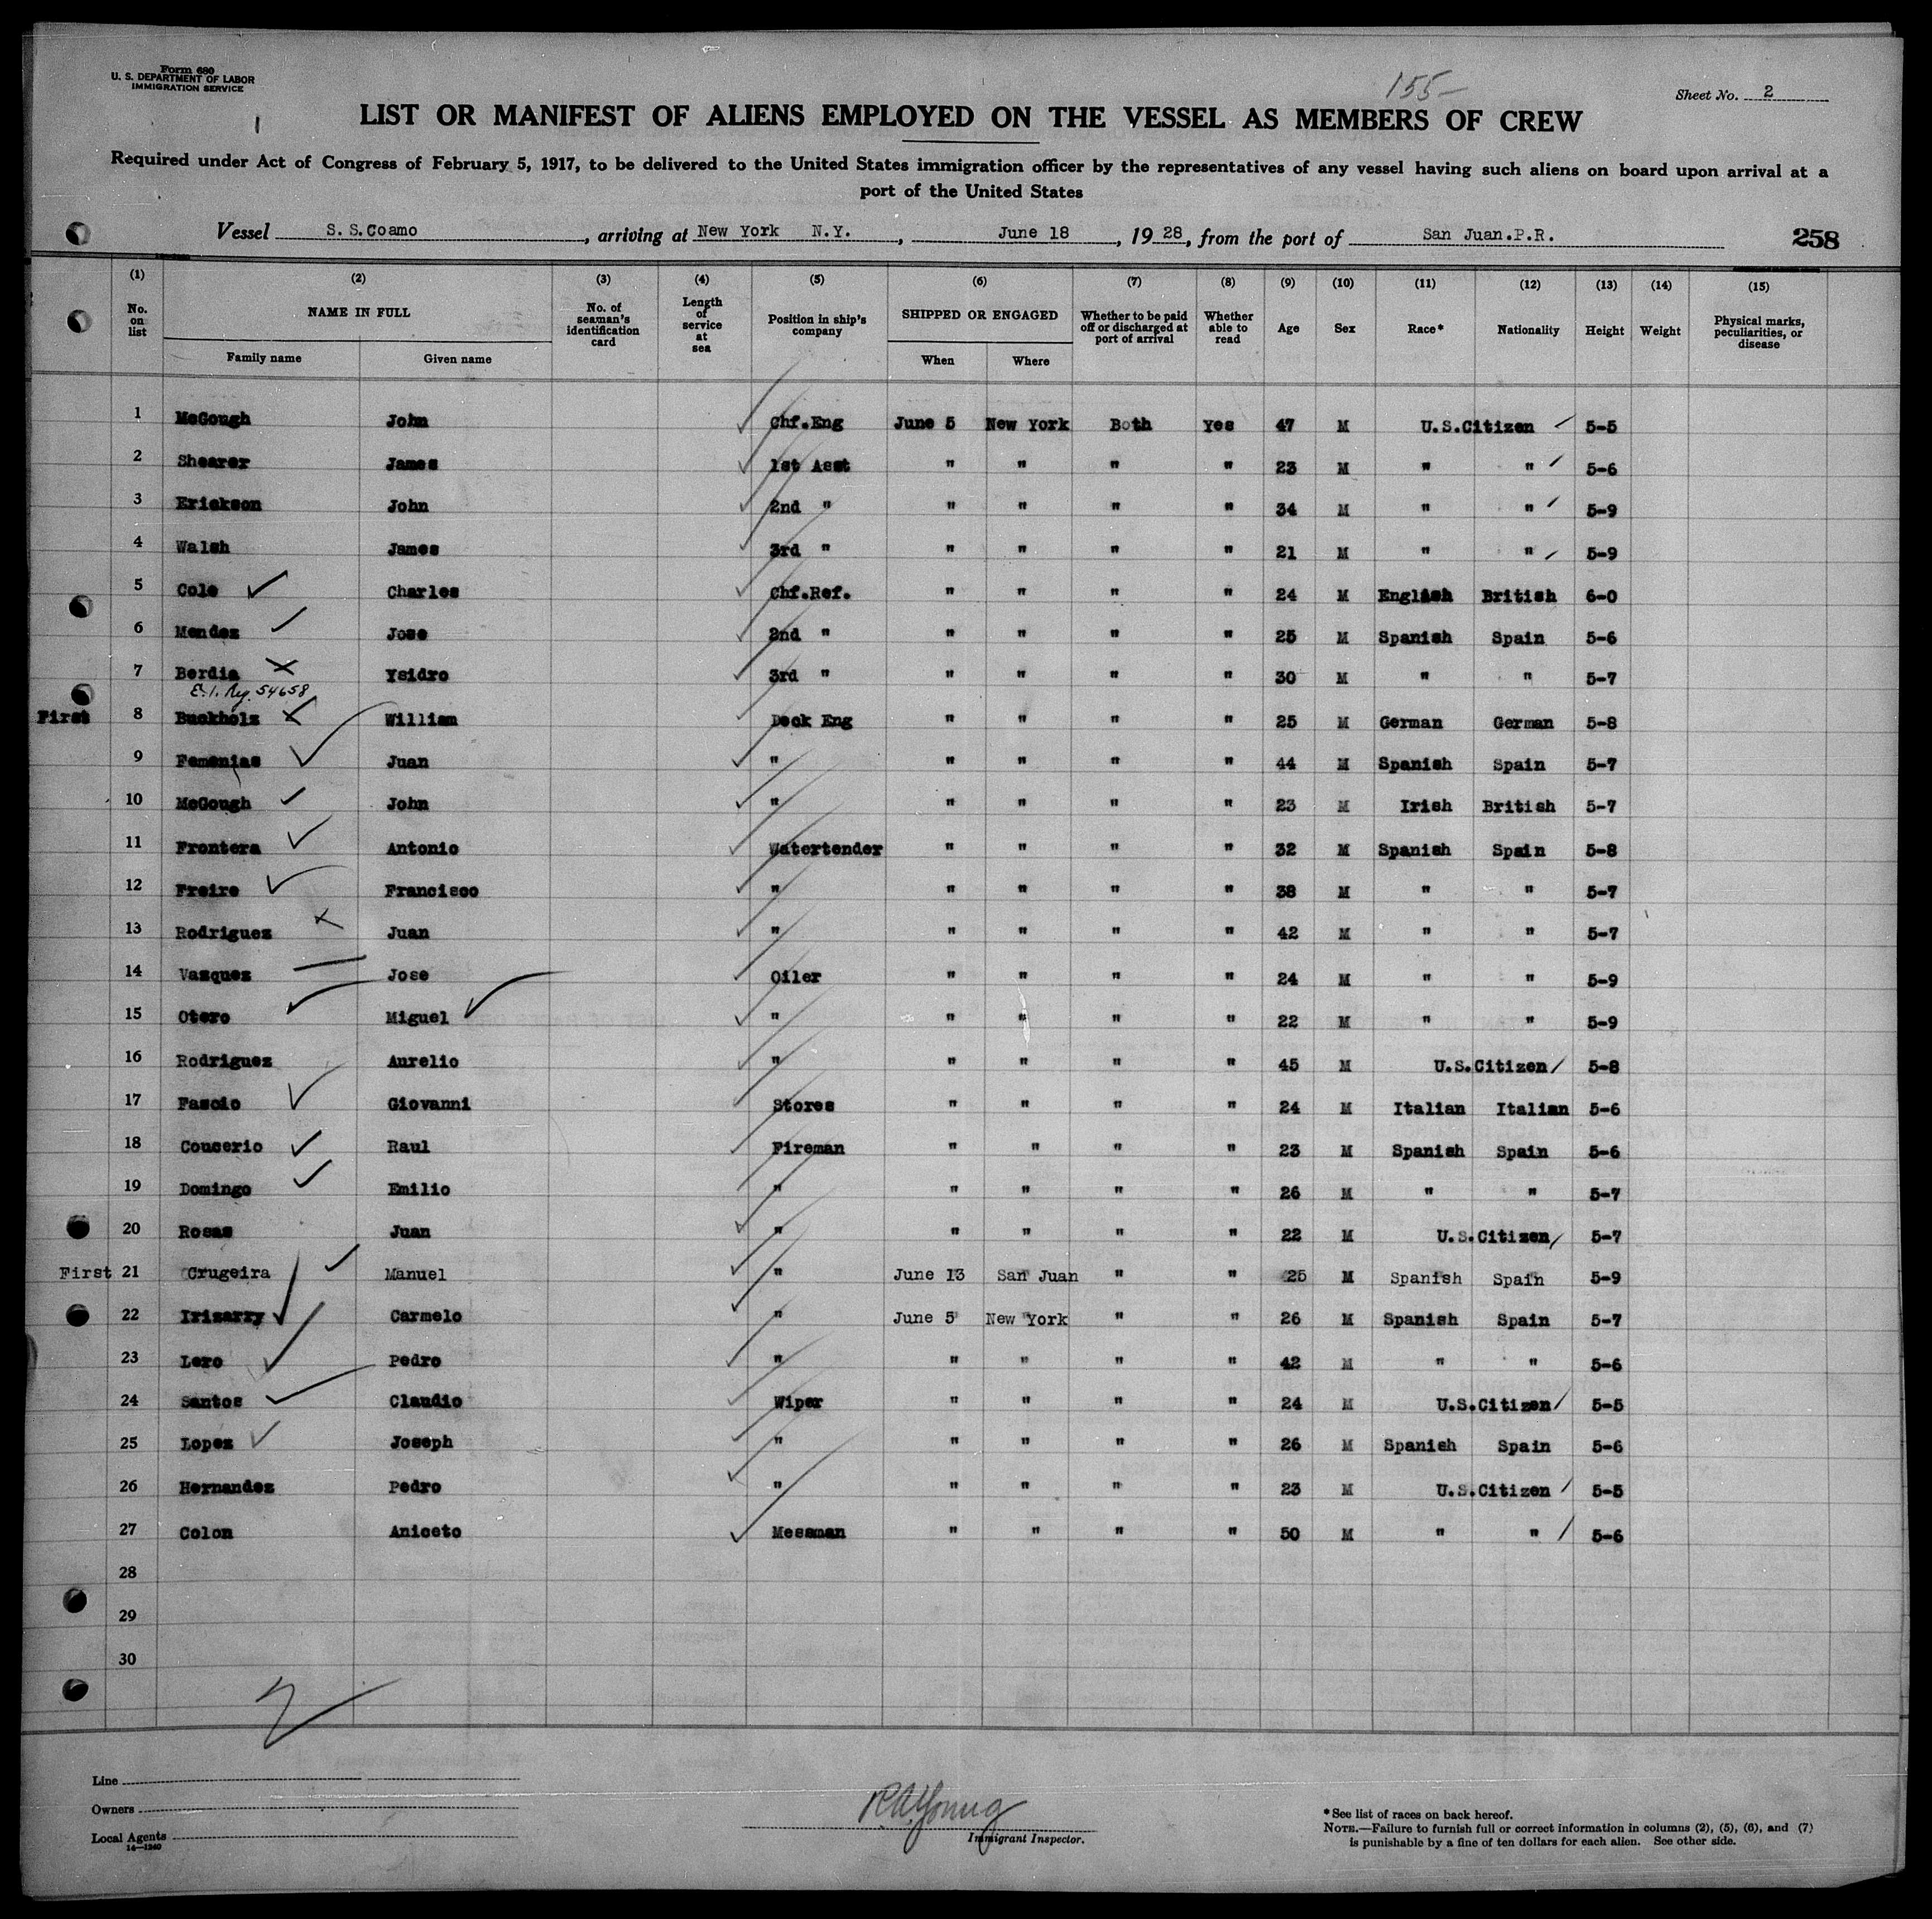 Form 680
U. S. DEPARTMENT OF LABOR
IMMIGRATION SERVICE
155-
Sheet No. 2
LIST OR MANIFEST OF ALIENS EMPLOYED ON THE VESSEL AS MEMBERS OF CREW
Required under Act of Congress of February 5, 1917, to be delivered to the United States immigration officer by the representatives of any vessel having such aliens on board upon arrival at a
port of the United States
Vessel S.S.Coamo, arriving at New York N.Y., June 18, 1928, from the port of San Juan.P.R. 258
(1) (2) (3) (4) (5) (6) (7) (8) (9) (10) (11) (12) (13) (14) (15)
No. on list NAME IN FULL No. of seaman's identification card Length of service at sea Position in ship's company SHIPPED OR ENGAGED Whether to be paid off or discharged at port of arrival Whether able to read Age Sex Race* Nationality Height Weight Physical marks, peculiarities, or disease
Family name Given name When Where
1 McGough John Chf.Eng June 5 New York Both Yes 47 M U.S.Citizen 5-5
2 Shearer James 1st Asst " " " " 23 M " " 5-6
3 Erickson John 2nd " " " " " 34 M " " 5-9
4 Walsh James 3rd " " " " " 21 M " " 5-9
5 Cole Charles Chf.Ref. " " " " 24 M English British 6-0
6 Mendez Jose 2nd " " " " " 25 M Spanish Spain 5-6
7 Berdia Ysidro 3rd " " " " " 30 M " " 5-7
E.I. Reg. 54658
First 8 Buckholz William Deck Eng " " " " 25 M German German 5-8
9 Femenias Juan " " " " " 44 M Spanish Spain 5-7
10 McGough John " " " " " 23 M Irish British 5-7
11 Frontera Antonio Watertender " " " " 32 M Spanish Spain 5-8
12 Freire Francisco " " " " " 38 M " " 5-7
13 Rodriguez Juan " " " " " 42 M " " 5-7
14 Vazquez Jose Oiler " " " " 24 M " " 5-9
15 Otero Miguel " " " " " 22 M " " 5-9
16 Rodriguez Aurelio " " " " " 45 M U.S.Citizen 5-8
17 Fascio Giovanni Stores " " " " 24 M Italian Italian 5-6
18 Coucerio Raul Fireman " " " " 23 M Spanish Spain 5-6
19 Domingo Emilio " " " " " 26 M " " 5-7
20 Rosas Juan " " " " " 22 M U.S.Citizen 5-7
First 21 Crugeira Manuel " June 13 San Juan " " 25 M Spanish Spain 5-9
22 Irizarry Carmelo " June 5 New York " " 26 M Spanish Spain 5-7
23 Lero Pedro " " " " " 42 M " " 5-6
24 Santos Claudio Wiper " " " " 24 M U.S.Citizen 5-5
25 Lopez Joseph " " " " " 26 M Spanish Spain 5-6
26 Hernandez Pedro " " " " " 23 M U.S.Citizen 5-5
27 Colon Aniceto Messman " " " " 50 M " " 5-6
28
29
30
Line
Owners
Local Agents
14-1240
R.A. Young
Immigrant Inspector.
*See list of races on back hereof.
NOTE.—Failure to furnish full or correct information in columns (2), (5), (6), and (7)
is punishable by a fine of ten dollars for each alien. See other side.